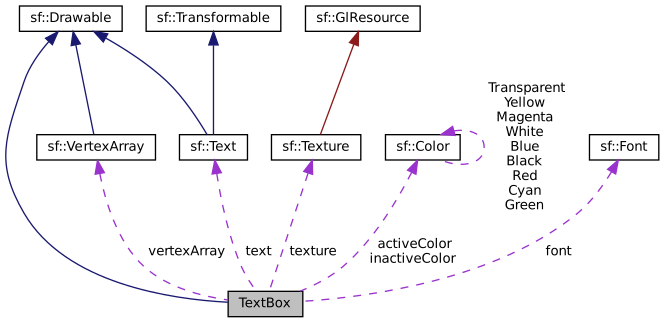 sf::Drawable
sf::Transformable
sf::GlResource
Transparent
Yellow
Magenta
White
Blue
Black
Red
Cyan
Green
sf::VertexArray
sf::Text
sf::Texture
sf::Color
sf::Font
vertexArray
text
texture
activeColor
inactiveColor
font
TextBox